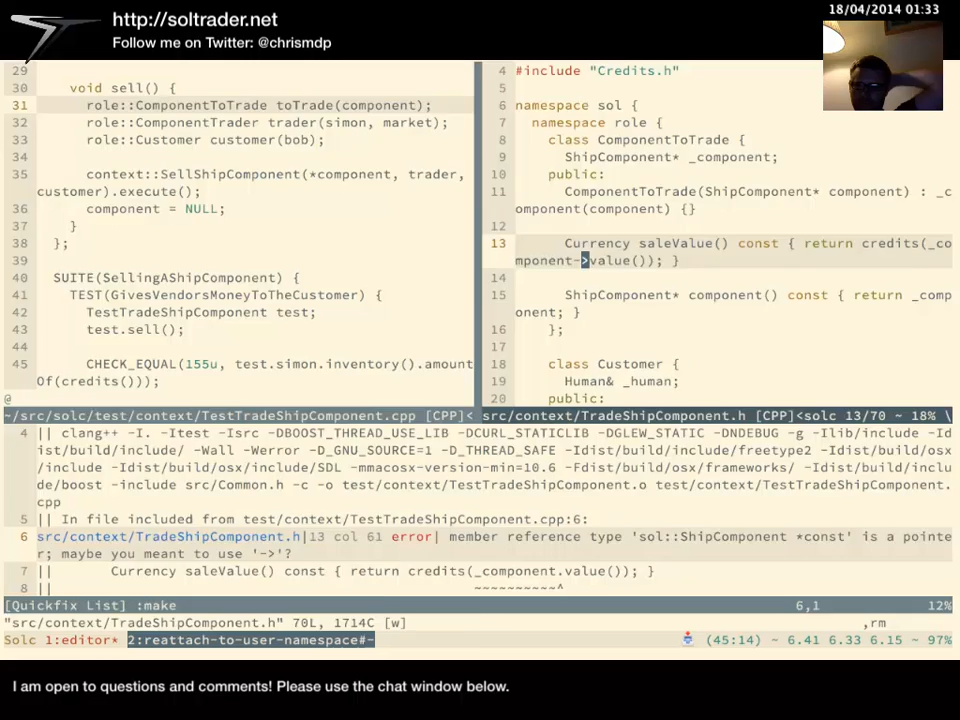 http://soltrader.net
Follow me on Twitter: @chrismdp
18/04/2014 01:33
29
30     void sell() {
31       role::ComponentToTrade toTrade(component);
32       role::ComponentTrader trader(simon, market);
33       role::Customer customer(bob);
34
35       context::SellShipComponent(*component, trader,
customer).execute();
36       component = NULL;
37     }
38   };
39
40   SUITE(SellingAShipComponent) {
41     TEST(GivesVendorsMoneyToTheCustomer) {
42       TestTradeShipComponent test;
43       test.sell();
44
45       CHECK_EQUAL(155u, test.simon.inventory().amount
Of(credits()));
@
~/src/solc/test/context/TestTradeShipComponent.cpp [CPP]<
4 #include "Credits.h"
5
6 namespace sol {
7   namespace role {
8     class ComponentToTrade {
9       ShipComponent* _component;
10     public:
11       ComponentToTrade(ShipComponent* component) : _c
omponent(component) {}
12
13       Currency saleValue() const { return credits(_co
mponent->value()); }
14
15       ShipComponent* component() const { return _comp
onent; }
16     };
17
18     class Customer {
19       Human& _human;
20     public:
src/context/TradeShipComponent.h [CPP]<solc 13/70 ~ 18% \
4 || clang++ -I. -Itest -Isrc -DBOOST_THREAD_USE_LIB -DCURL_STATICLIB -DGLEW_STATIC -DNDEBUG -g -Ilib/include -Id
ist/build/include/ -Wall -Werror -D_GNU_SOURCE=1 -D_THREAD_SAFE -Idist/build/include/freetype2 -Idist/build/osx
/include -Idist/build/osx/include/SDL -mmacosx-version-min=10.6 -Fdist/build/osx/frameworks/ -Idist/build/inclu
de/boost -include src/Common.h -c -o test/context/TestTradeShipComponent.o test/context/TestTradeShipComponent.
cpp
5 || In file included from test/context/TestTradeShipComponent.cpp:6:
6 src/context/TradeShipComponent.h|13 col 61 error| member reference type 'sol::ShipComponent *const' is a pointe
r; maybe you meant to use '->'?
7 ||       Currency saleValue() const { return credits(_component.value()); }
8 ||                                                   ~~~~~~~~~~^
[Quickfix List] :make 6,1 12%
"src/context/TradeShipComponent.h" 70L, 1714C [w] ,rm
Solc 1:editor* 2:reattach-to-user-namespace#- (45:14) ~ 6.41 6.33 6.15 ~ 97%
I am open to questions and comments! Please use the chat window below.